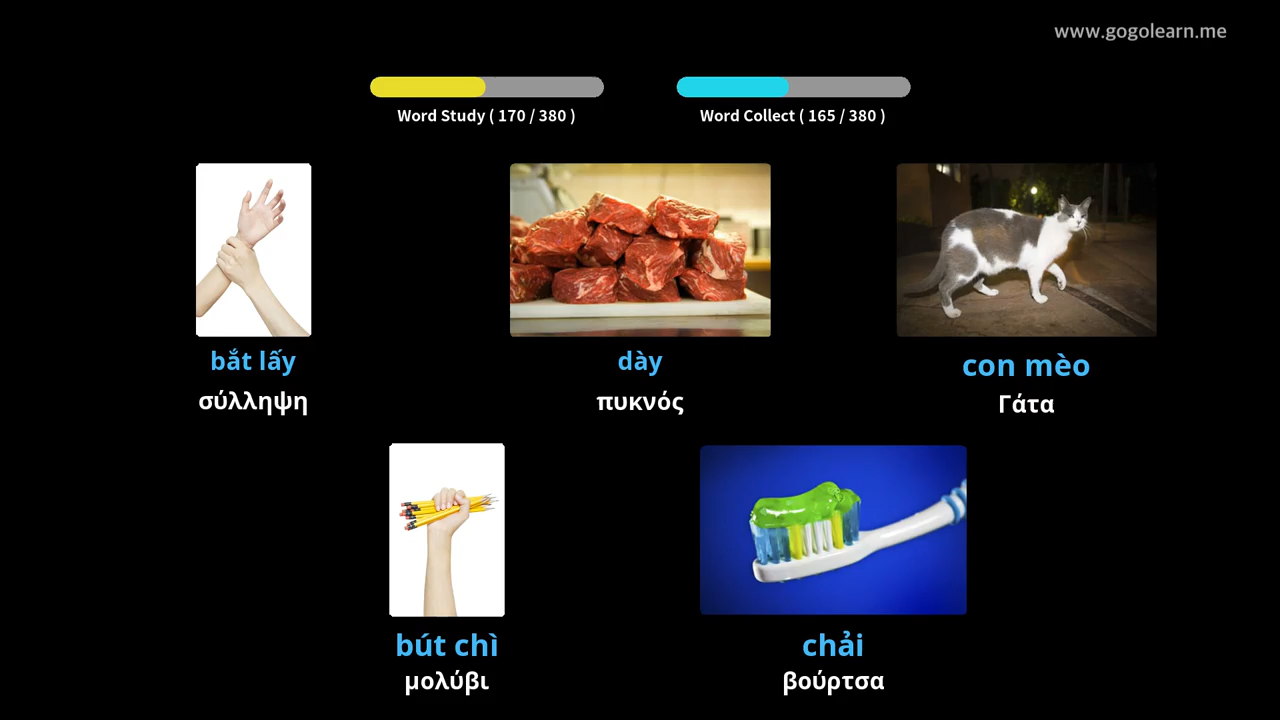 www.gogolearn.me
Word Study ( 170 / 380 )
Word Collect ( 165 / 380 )
bắt lấy
σύλληψη
dày
πυκνός
con mèo
Γάτα
bút chì
μολύβι
chải
βούρτσα